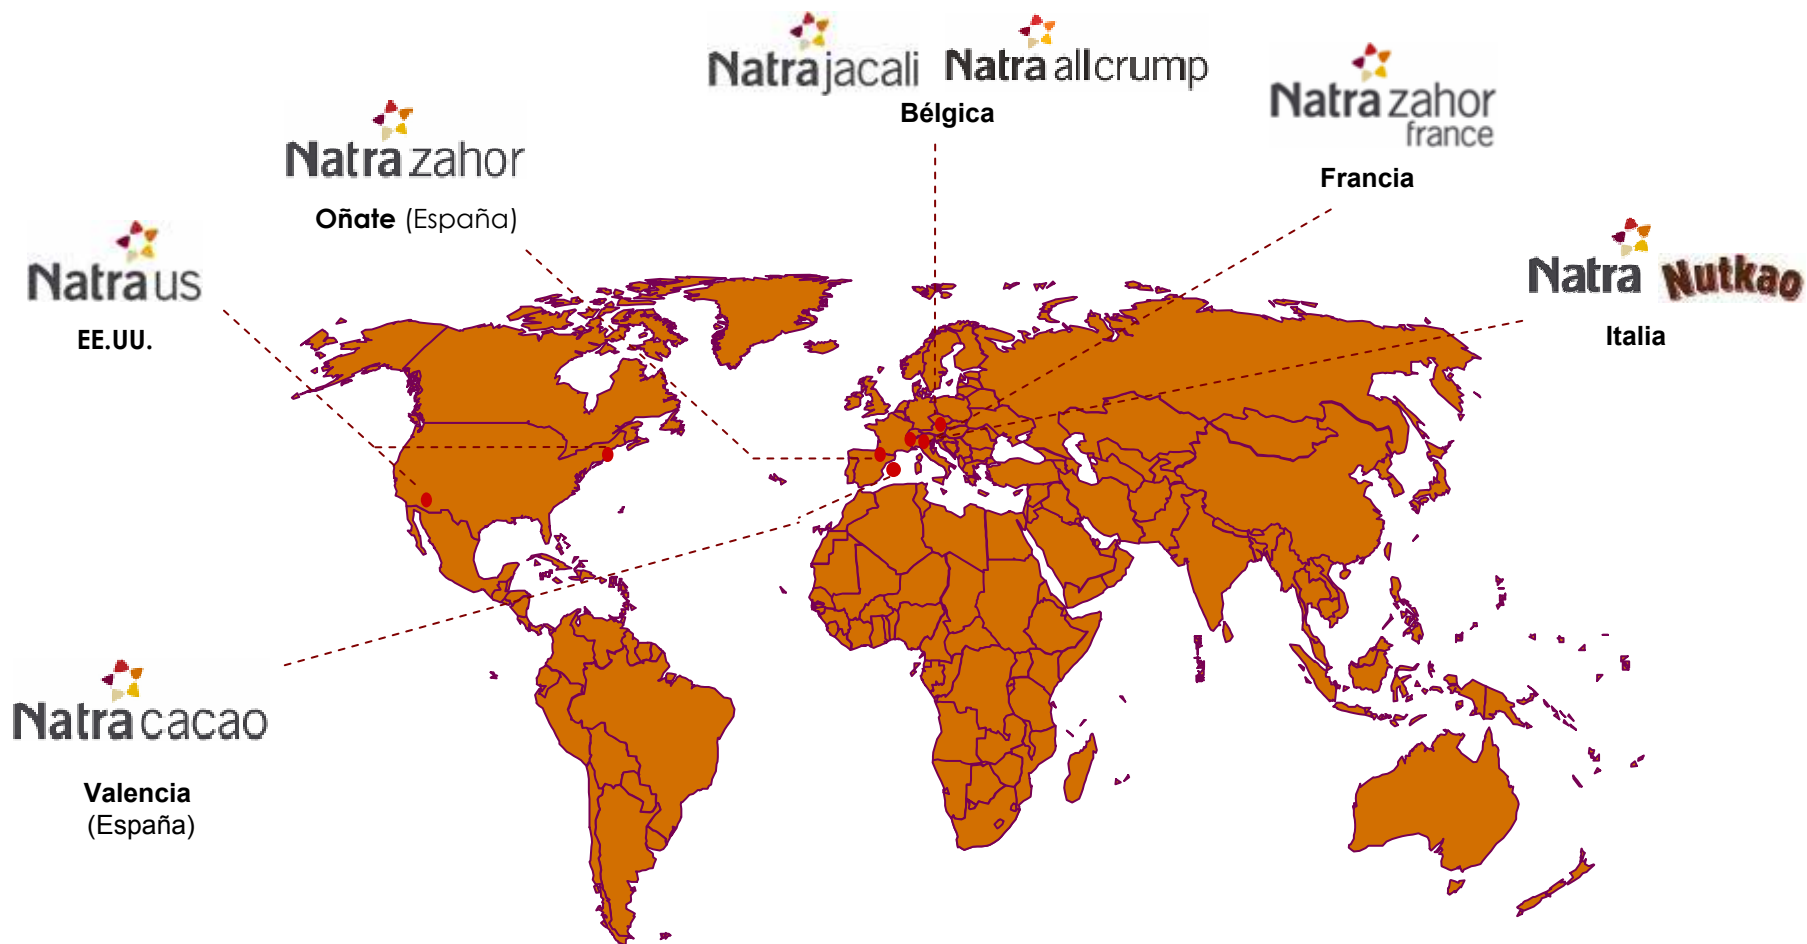 Natra jacali
Natra allcrump
Bélgica
Natra zahor
france
Francia
Natra zahor
Oñate (España)
Natra us
EE.UU.
Natra Nutkao
Italia
Natra cacao
Valencia
(España)